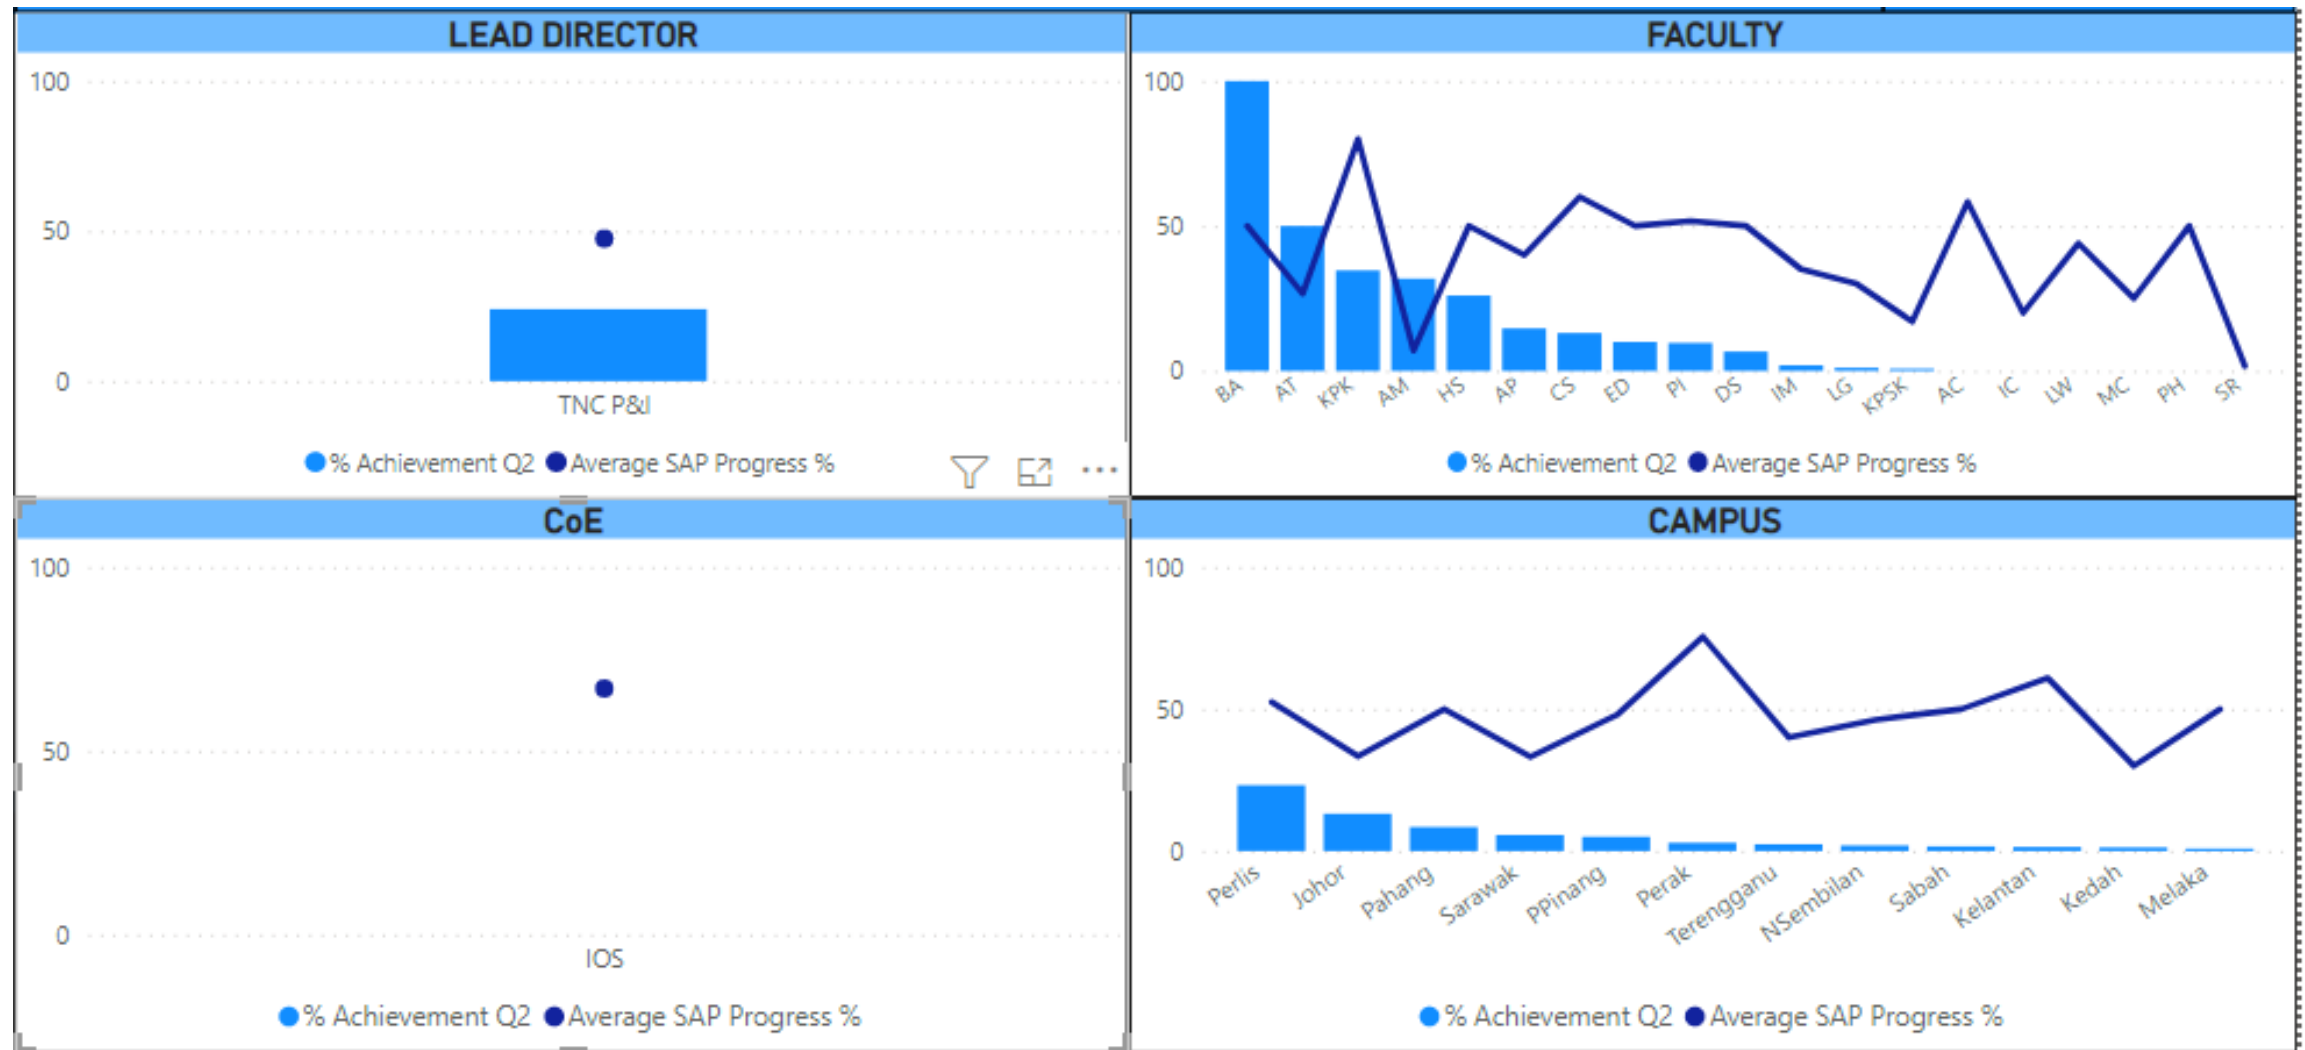 LEAD DIRECTOR
100
50
0
TNC P&I
% Achievement Q2 Average SAP Progress %
FACULTY
100
50
0
BA AT KPK AM HS AP CS ED PI DS IM LG KPSK AC IC LW MC PH SR
% Achievement Q2 Average SAP Progress %
CoE
100
50
0
IOS
% Achievement Q2 Average SAP Progress %
CAMPUS
100
50
0
Perlis Johor Pahang Sarawak PPinang Perak Terengganu NSembilan Sabah Kelantan Kedah Melaka
% Achievement Q2 Average SAP Progress %